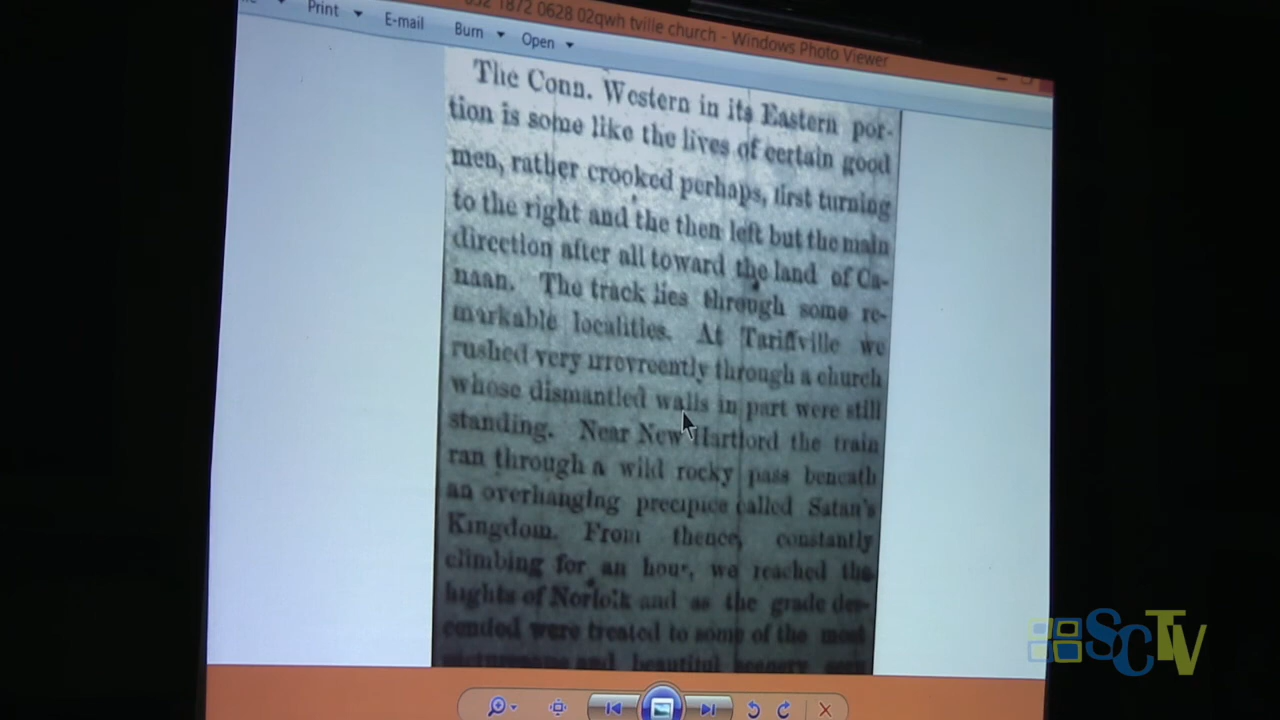 Print
E-mail
Burn
Open
1872 0628 02qwh tville church - Windows Photo Viewer
The Conn. Western in its Eastern por-
tion is some like the lives of certain good
men, rather crooked perhaps, first turning
to the right and the then left but the main
direction after all toward the land of Ca-
naan. The track lies through some re-
markable localities. At Tariffville we
rushed very irrevreently through a church
whose dismantled walls in part were still
standing. Near New Hartford the train
ran through a wild rocky pass beneath
an overhanging precipice called Satan's
Kingdom. From thence, constantly
climbing for an hour, we reached the
hights of Norfolk and as the grade des-
cended were treated to some of the most
and beautiful scenery seen
SCTV